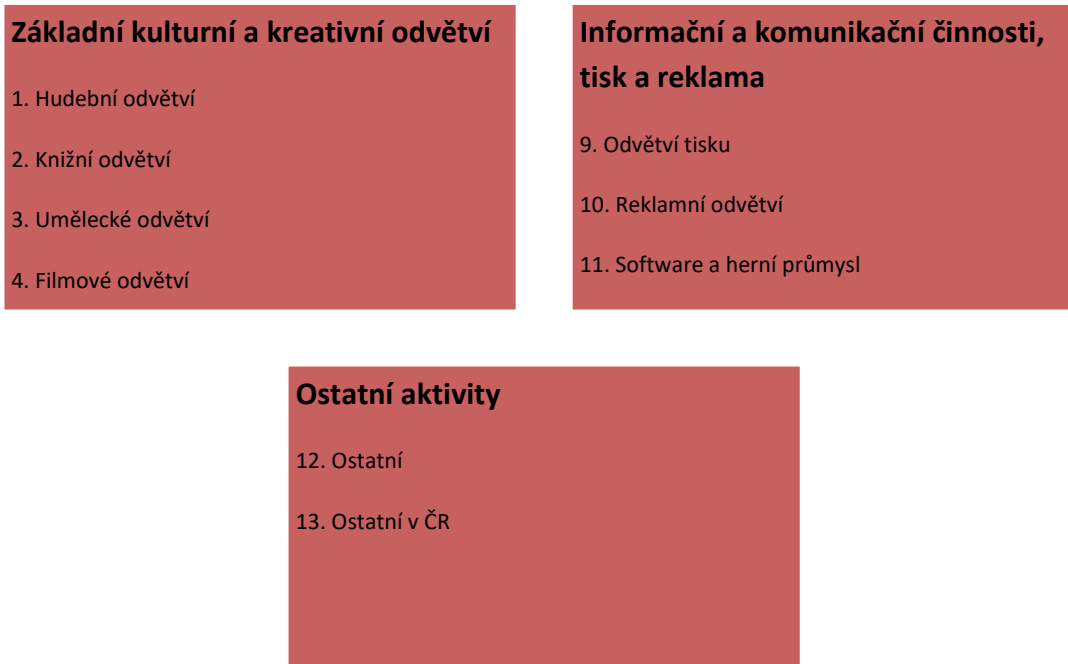 Základní kulturní a kreativní odvětví
1. Hudební odvětví
2. Knižní odvětví
3. Umělecké odvětví
4. Filmové odvětví
Informační a komunikační činnosti,
tisk a reklama
9. Odvětví tisku
10. Reklamní odvětví
11. Software a herní průmysl
Ostatní aktivity
12. Ostatní
13. Ostatní v ČR